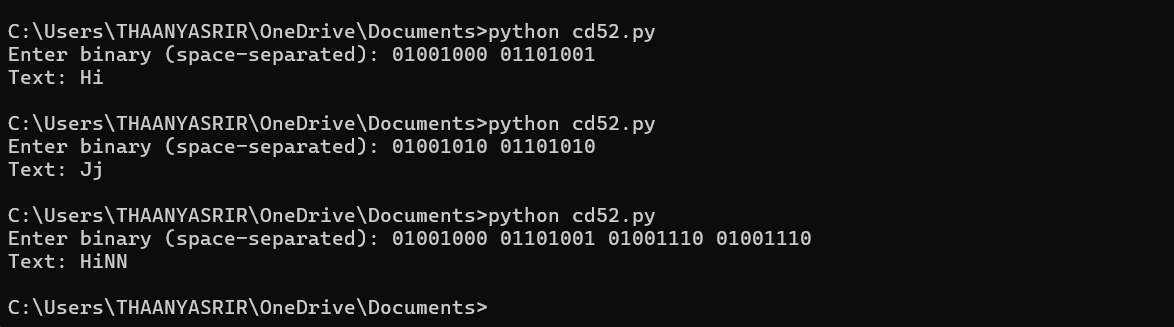 C:\Users\THAANYASRIR\OneDrive\Documents>python cd52.py
Enter binary (space-separated): 01001000 01101001
Text: Hi
C:\Users\THAANYASRIR\OneDrive\Documents>python cd52.py
Enter binary (space-separated): 01001010 01101010
Text: Jj
C:\Users\THAANYASRIR\OneDrive\Documents>python cd52.py
Enter binary (space-separated): 01001000 01101001 01001110 01001110
Text: HiNN
C:\Users\THAANYASRIR\OneDrive\Documents>